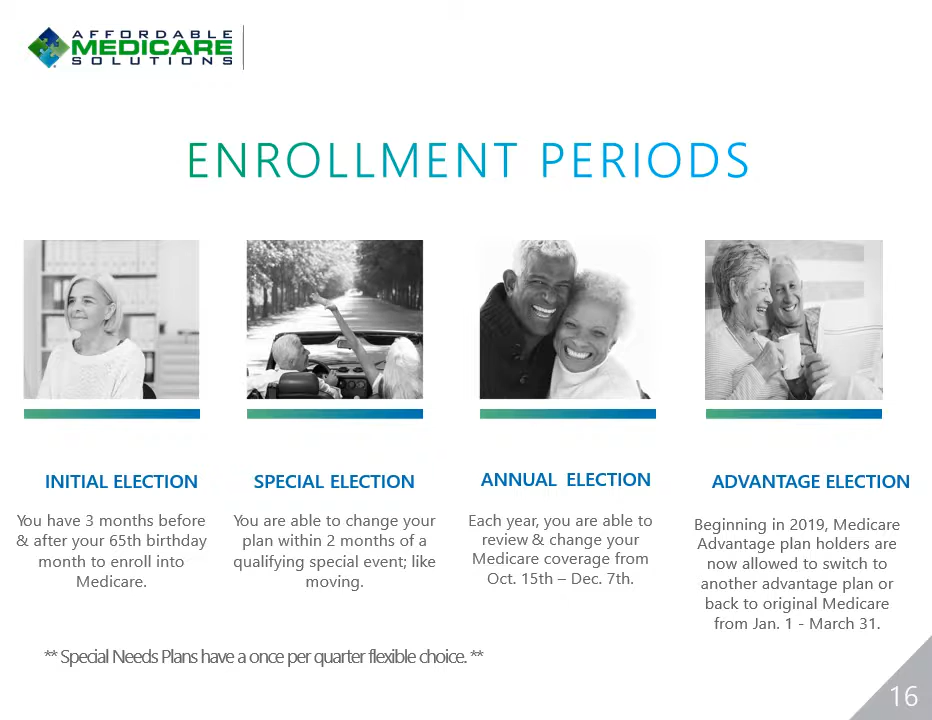 AFFORDABLE
MEDICARE
SOLUTIONS
ENROLLMENT PERIODS
INITIAL ELECTION
You have 3 months before
& after your 65th birthday
month to enroll into
Medicare.
SPECIAL ELECTION
You are able to change your
plan within 2 months of a
qualifying special event; like
moving.
ANNUAL ELECTION
Each year, you are able to
review & change your
Medicare coverage from
Oct. 15th – Dec. 7th.
ADVANTAGE ELECTION
Beginning in 2019, Medicare
Advantage plan holders are
now allowed to switch to
another advantage plan or
back to original Medicare
from Jan. 1 - March 31.
** Special Needs Plans have a once per quarter flexible choice. **
16